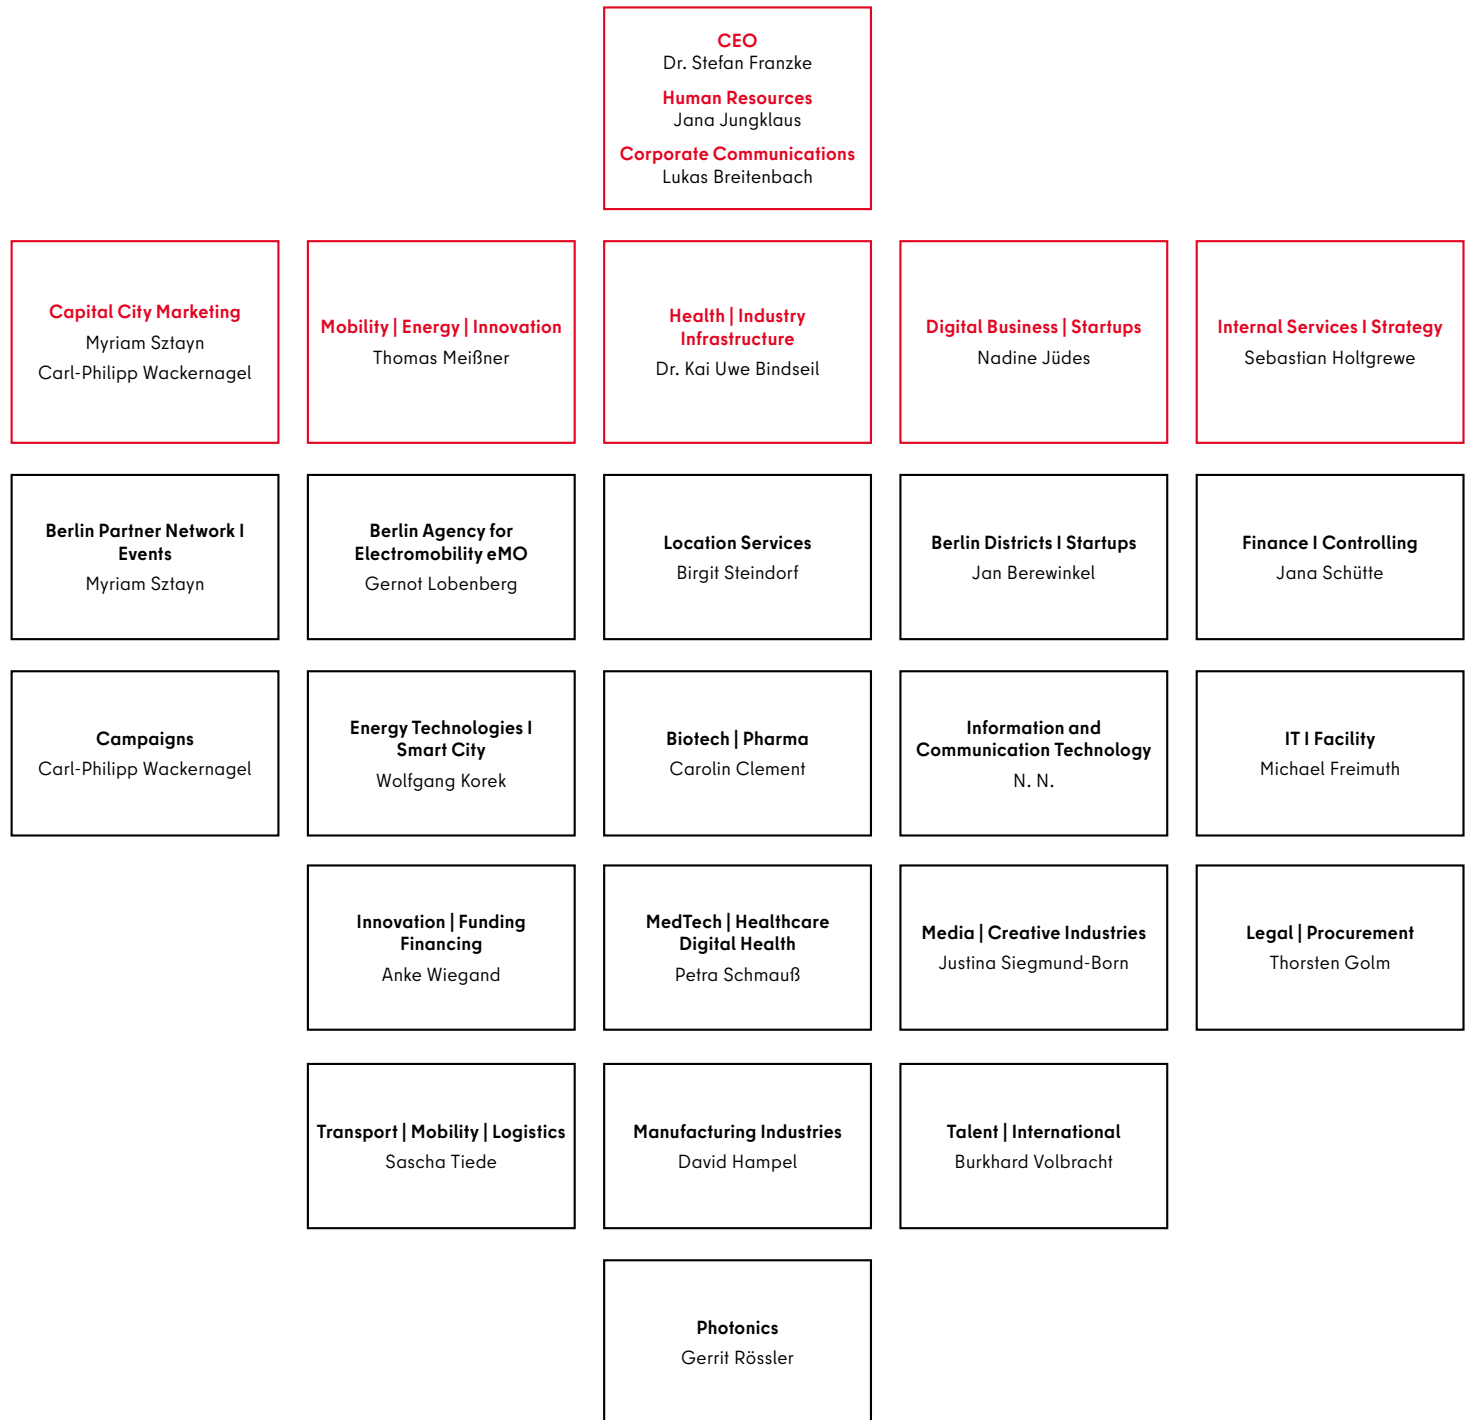 CEO
Dr. Stefan Franzke
Human Resources
Jana Jungklaus
Corporate Communications
Lukas Breitenbach
Capital City Marketing
Myriam Sztayn
Carl-Philipp Wackernagel
Mobility | Energy | Innovation
Thomas Meißner
Health | Industry
Infrastructure
Dr. Kai Uwe Bindseil
Digital Business | Startups
Nadine Jüdes
Internal Services I Strategy
Sebastian Holtgrewe
Berlin Partner Network I
Events
Myriam Sztayn
Berlin Agency for
Electromobility eMO
Gernot Lobenberg
Location Services
Birgit Steindorf
Berlin Districts I Startups
Jan Berewinkel
Finance I Controlling
Jana Schütte
Campaigns
Carl-Philipp Wackernagel
Energy Technologies I
Smart City
Wolfgang Korek
Biotech | Pharma
Carolin Clement
Information and
Communication Technology
N. N.
IT I Facility
Michael Freimuth
Innovation | Funding
Financing
Anke Wiegand
MedTech | Healthcare
Digital Health
Petra Schmauß
Media | Creative Industries
Justina Siegmund-Born
Legal | Procurement
Thorsten Golm
Transport | Mobility | Logistics
Sascha Tiede
Manufacturing Industries
David Hampel
Talent | International
Burkhard Volbracht
Photonics
Gerrit Rössler